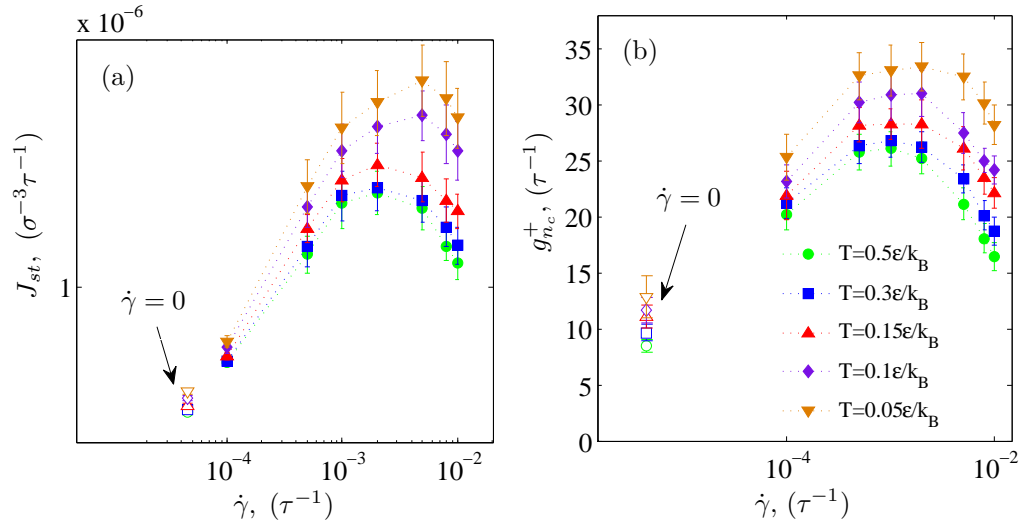 x 10⁻⁶
(a)
J_{st}, (σ⁻³τ⁻¹)
1
γ̇ = 0
10⁻⁴ 10⁻³ 10⁻²
γ̇, (τ⁻¹)
(b)
g⁺_{n_c}, (τ⁻¹)
35
30
25
20
15
10
5
0
γ̇ = 0
T=0.5ε/k_B
T=0.3ε/k_B
T=0.15ε/k_B
T=0.1ε/k_B
T=0.05ε/k_B
10⁻⁴ 10⁻²
γ̇, (τ⁻¹)